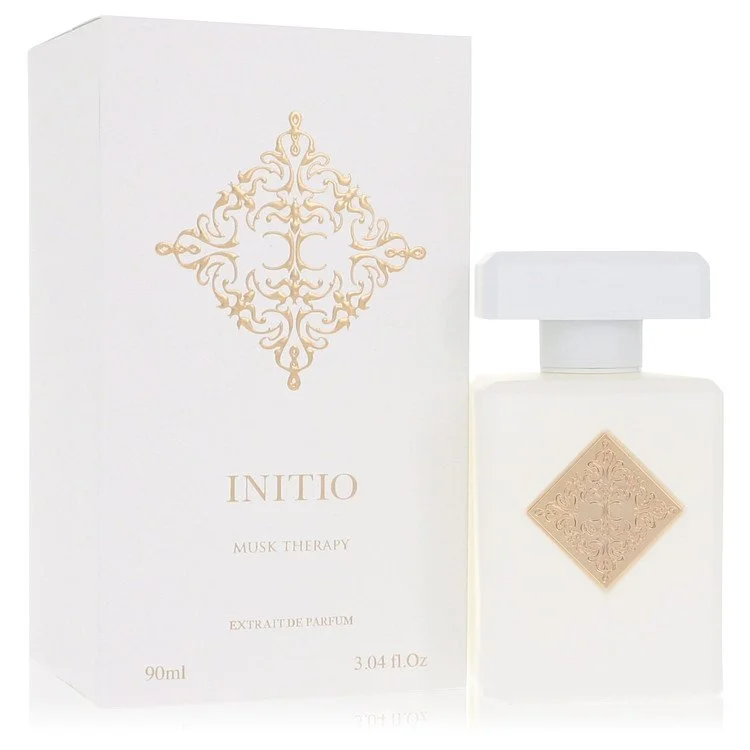 INITIO
MUSK THERAPY
EXTRAIT DE PARFUM
90ml 3.04 fl.Oz